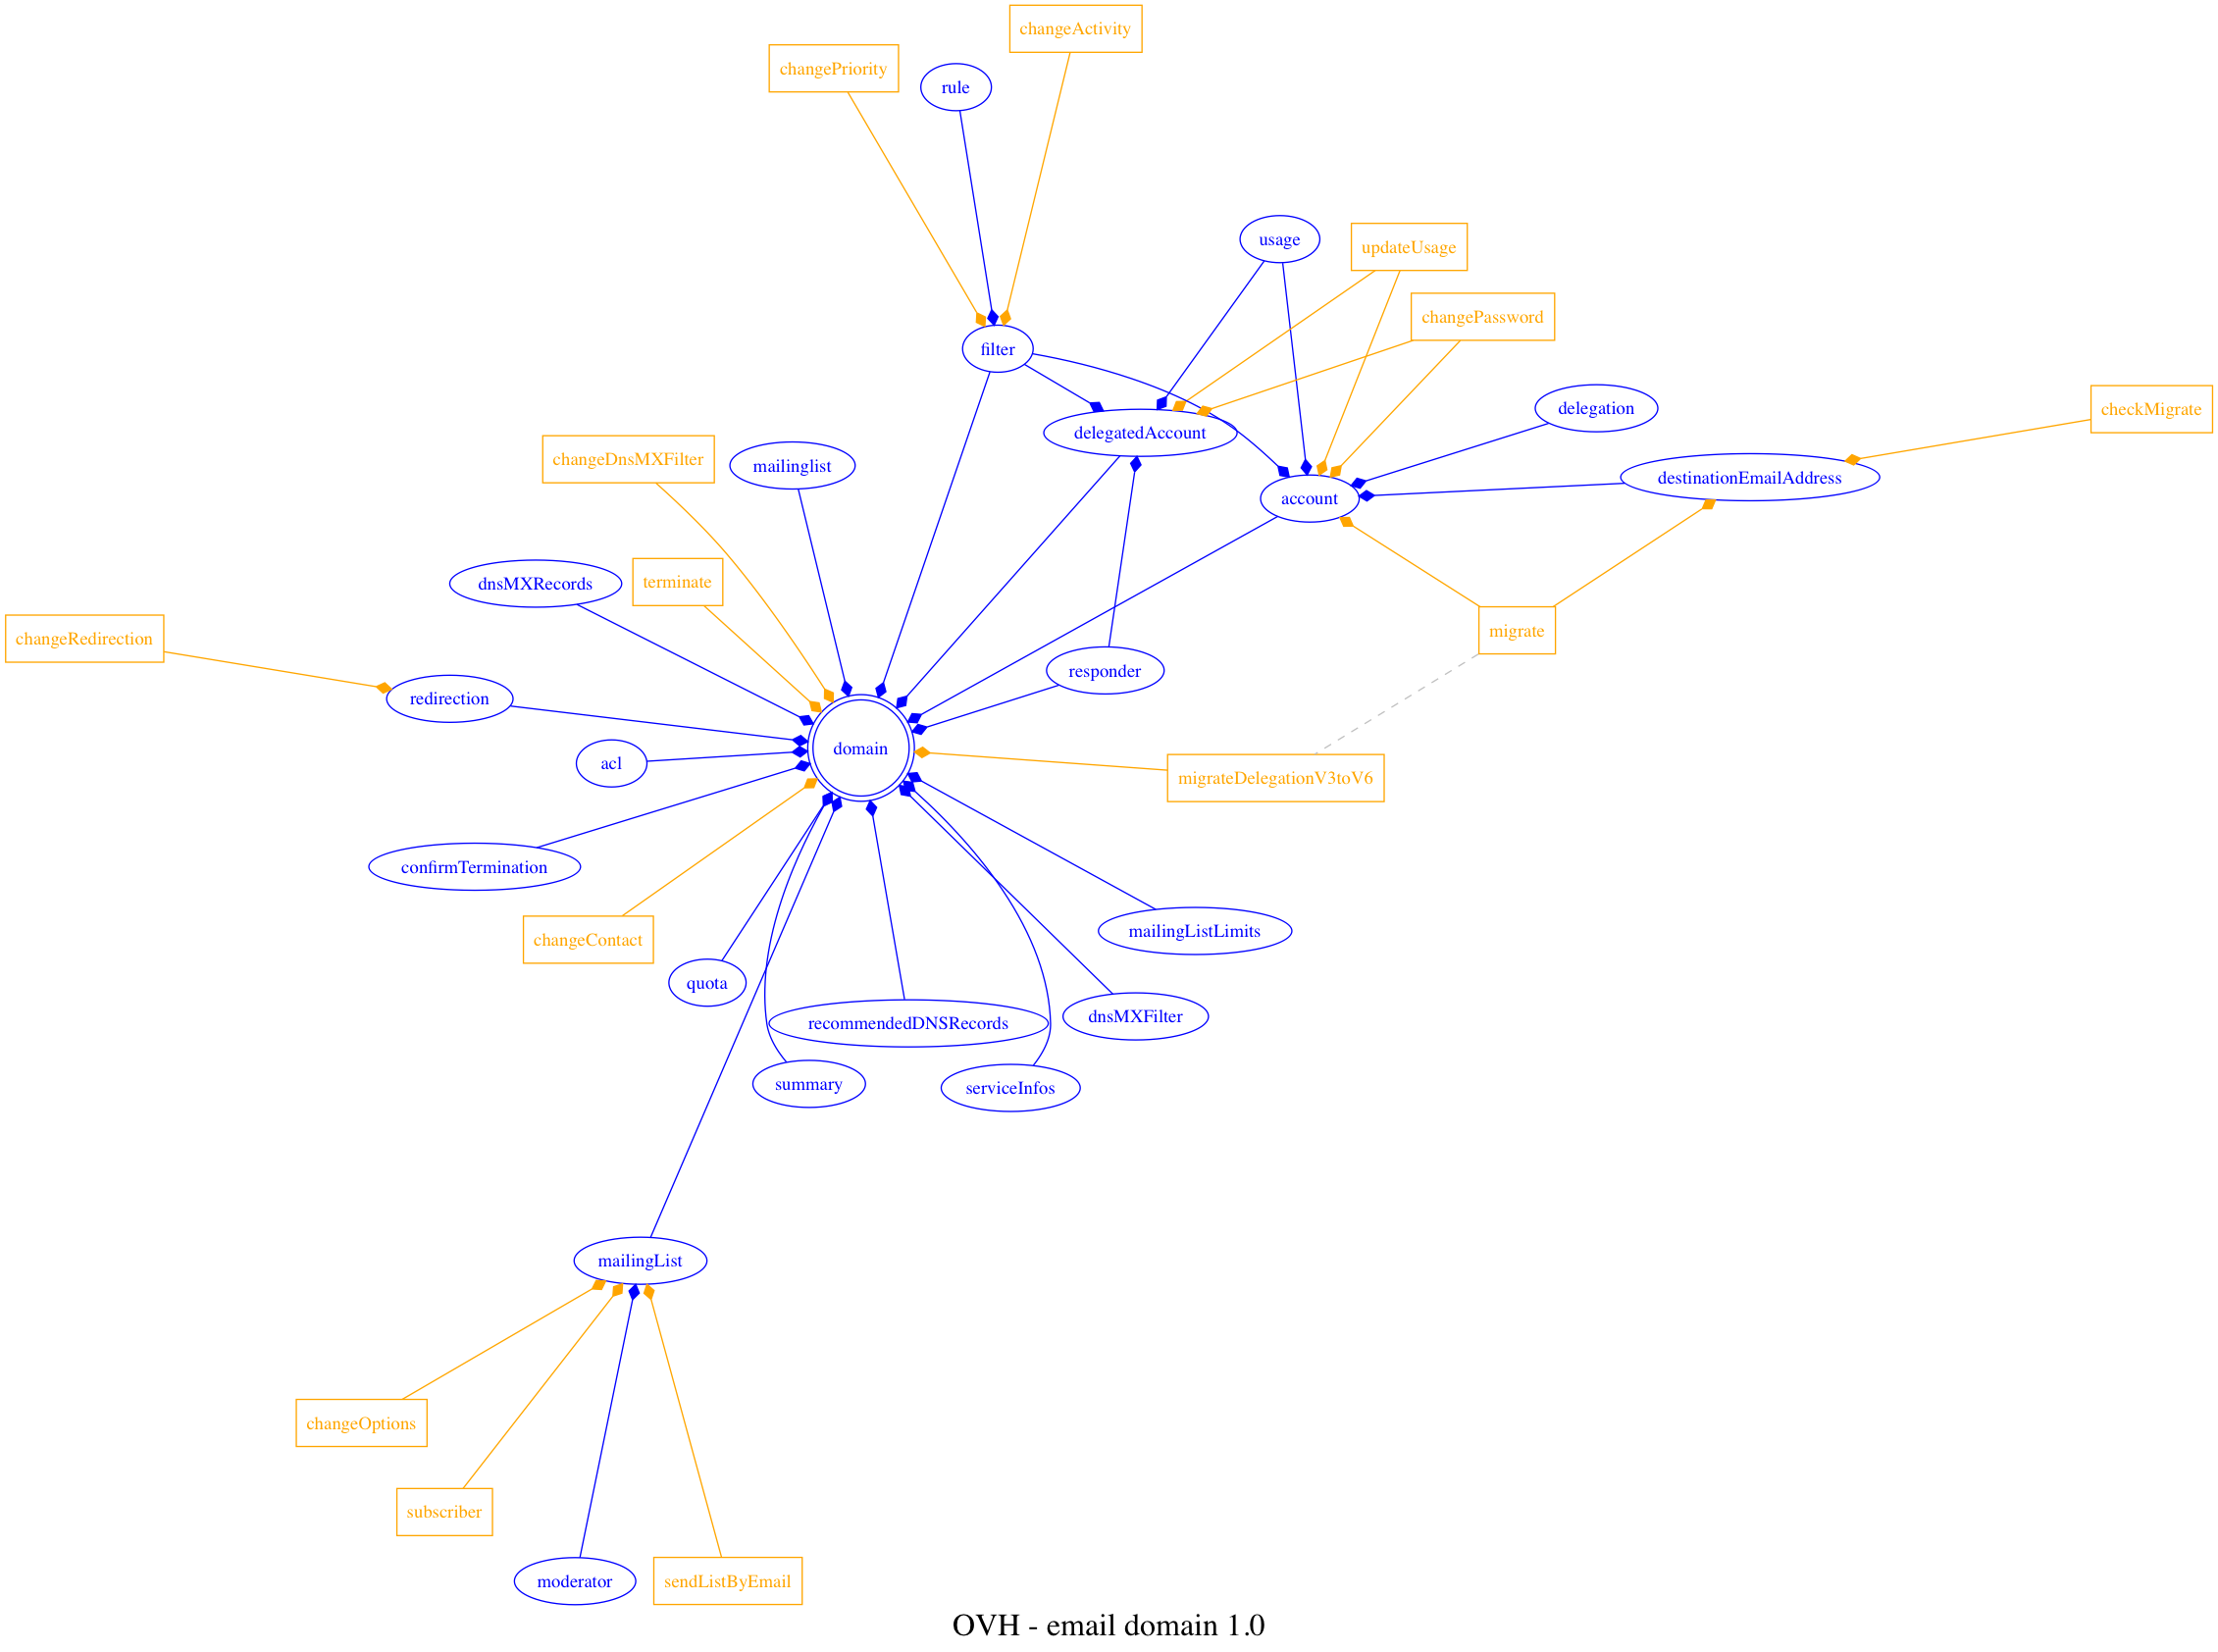 changeActivity
changePriority
rule
usage
updateUsage
changePassword
filter
delegation
checkMigrate
delegatedAccount
changeDnsMXFilter
mailinglist
destinationEmailAddress
account
dnsMXRecords
terminate
changeRedirection
migrate
responder
redirection
domain
acl
migrateDelegationV3toV6
confirmTermination
mailingListLimits
changeContact
quota
dnsMXFilter
recommendedDNSRecords
summary
serviceInfos
mailingList
changeOptions
subscriber
moderator
sendListByEmail
OVH - email domain 1.0